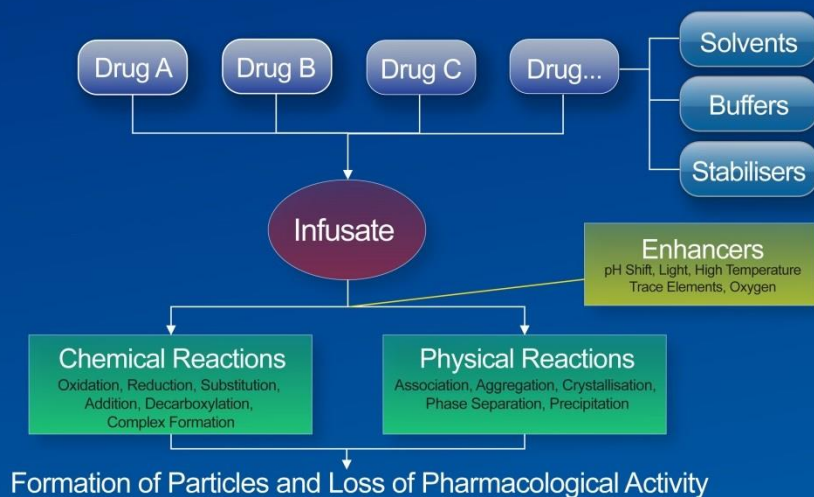 Drug A
Drug B
Drug C
Drug...
Solvents
Buffers
Stabilisers
Infusate
Enhancers
pH Shift, Light, High Temperature
Trace Elements, Oxygen
Chemical Reactions
Oxidation, Reduction, Substitution,
Addition, Decarboxylation,
Complex Formation
Physical Reactions
Association, Aggregation, Crystallisation,
Phase Separation, Precipitation
Formation of Particles and Loss of Pharmacological Activity